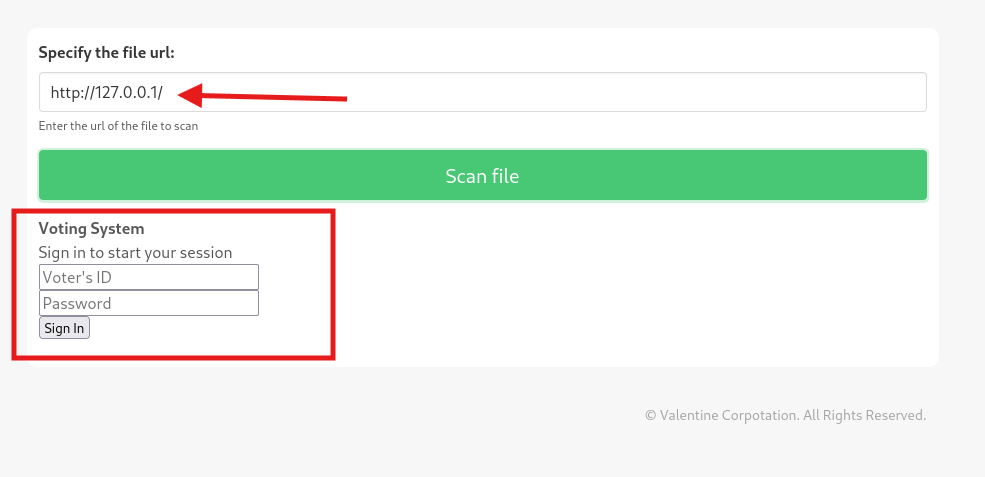 Specify the file url:
http://127.0.0.1/
Enter the url of the file to scan
Scan file
Voting System
Sign in to start your session
Voter's ID
Password
Sign In
© Valentine Corpotation. All Rights Reserved.